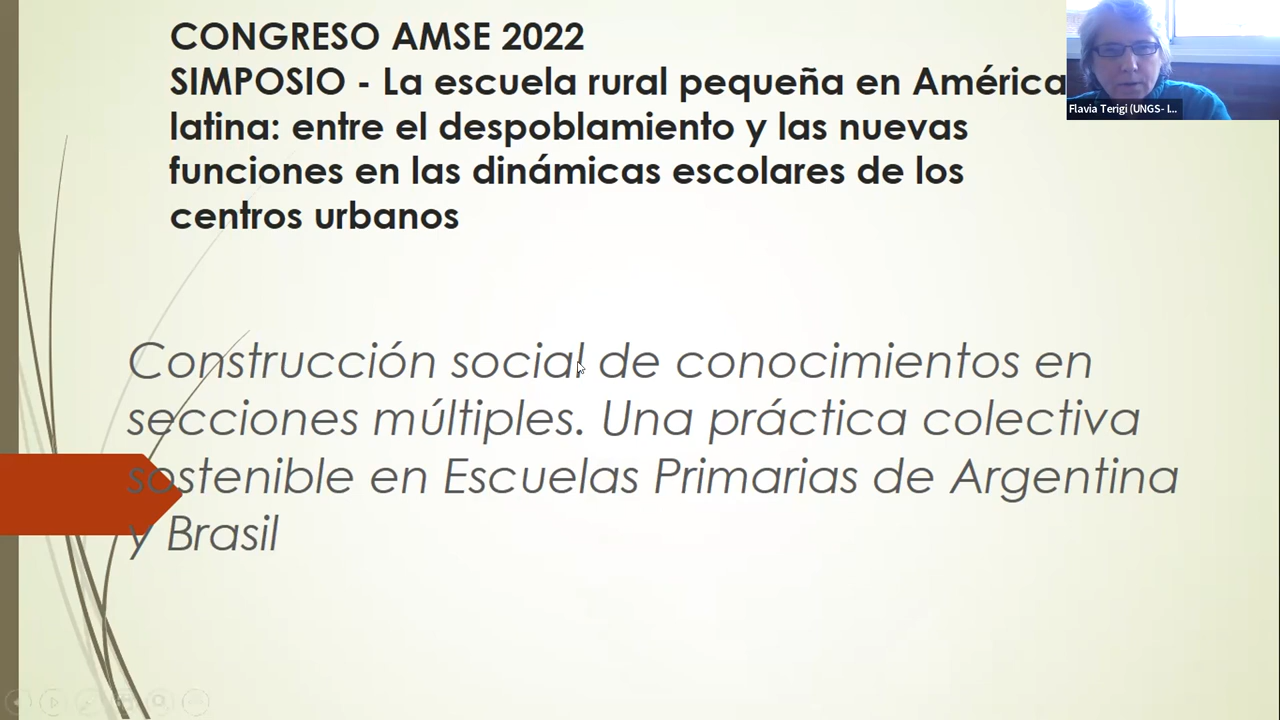 CONGRESO AMSE 2022
SIMPOSIO - La escuela rural pequeña en América
latina: entre el despoblamiento y las nuevas
funciones en las dinámicas escolares de los
centros urbanos
Flavia Terigi (UNGS- I...
Construcción social de conocimientos en
secciones múltiples. Una práctica colectiva
sostenible en Escuelas Primarias de Argentina
y Brasil